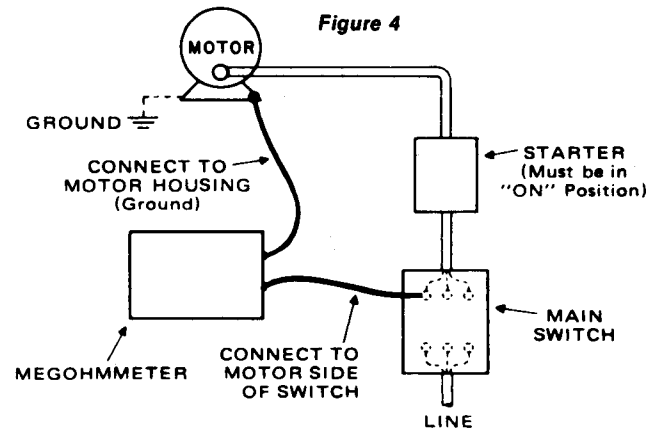 Figure 4
MOTOR
GROUND
CONNECT TO
MOTOR HOUSING
(Ground)
STARTER
(Must be in
"ON" Position)
MAIN
SWITCH
MEGOHMMETER
CONNECT TO
MOTOR SIDE
OF SWITCH
LINE